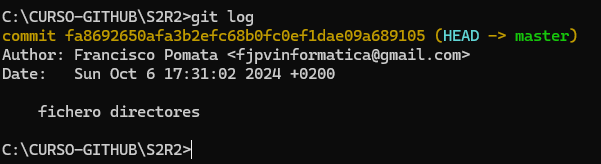 C:\CURSO-GITHUB\S2R2>git log
commit fa8692650afa3b2efc68b0fc0ef1dae09a689105 (HEAD -> master)
Author: Francisco Pomata <fjpvinformatica@gmail.com>
Date:   Sun Oct 6 17:31:02 2024 +0200
    fichero directores
C:\CURSO-GITHUB\S2R2>